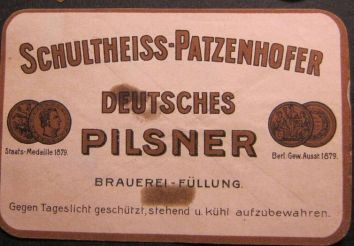 SCHULTHEISS-PATZENHOFER
DEUTSCHES
PILSNER
Staats-Medaille 1879.
Berl. Gew. Ausst 1879.
BRAUEREI-FÜLLUNG.
Gegen Tageslicht geschützt, stehend u. kühl aufzubewahren.